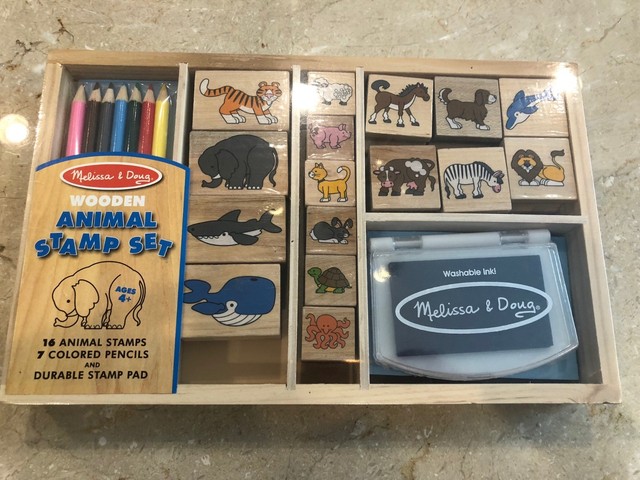 Melissa & Doug
WOODEN
ANIMAL
STAMP SET
AGES
4+
16 ANIMAL STAMPS
7 COLORED PENCILS
AND
DURABLE STAMP PAD
Washable Ink!
Melissa & Doug®